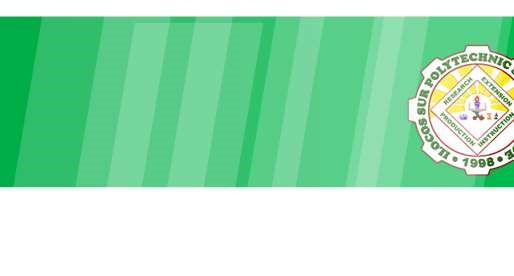 ILOCOS SUR POLYTECHNIC
RESEARCH
EXTENSION
PRODUCTION
INSTRUCTION
1998